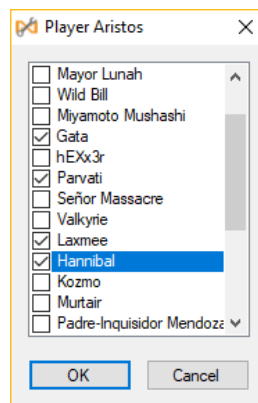 Player Aristos
Mayor Lunah
Wild Bill
Miyamoto Mushashi
Gata
hEXx3r
Parvati
Señor Massacre
Valkyrie
Laxmee
Hannibal
Kozmo
Murtair
Padre-Inquisidor Mendoza
OK
Cancel